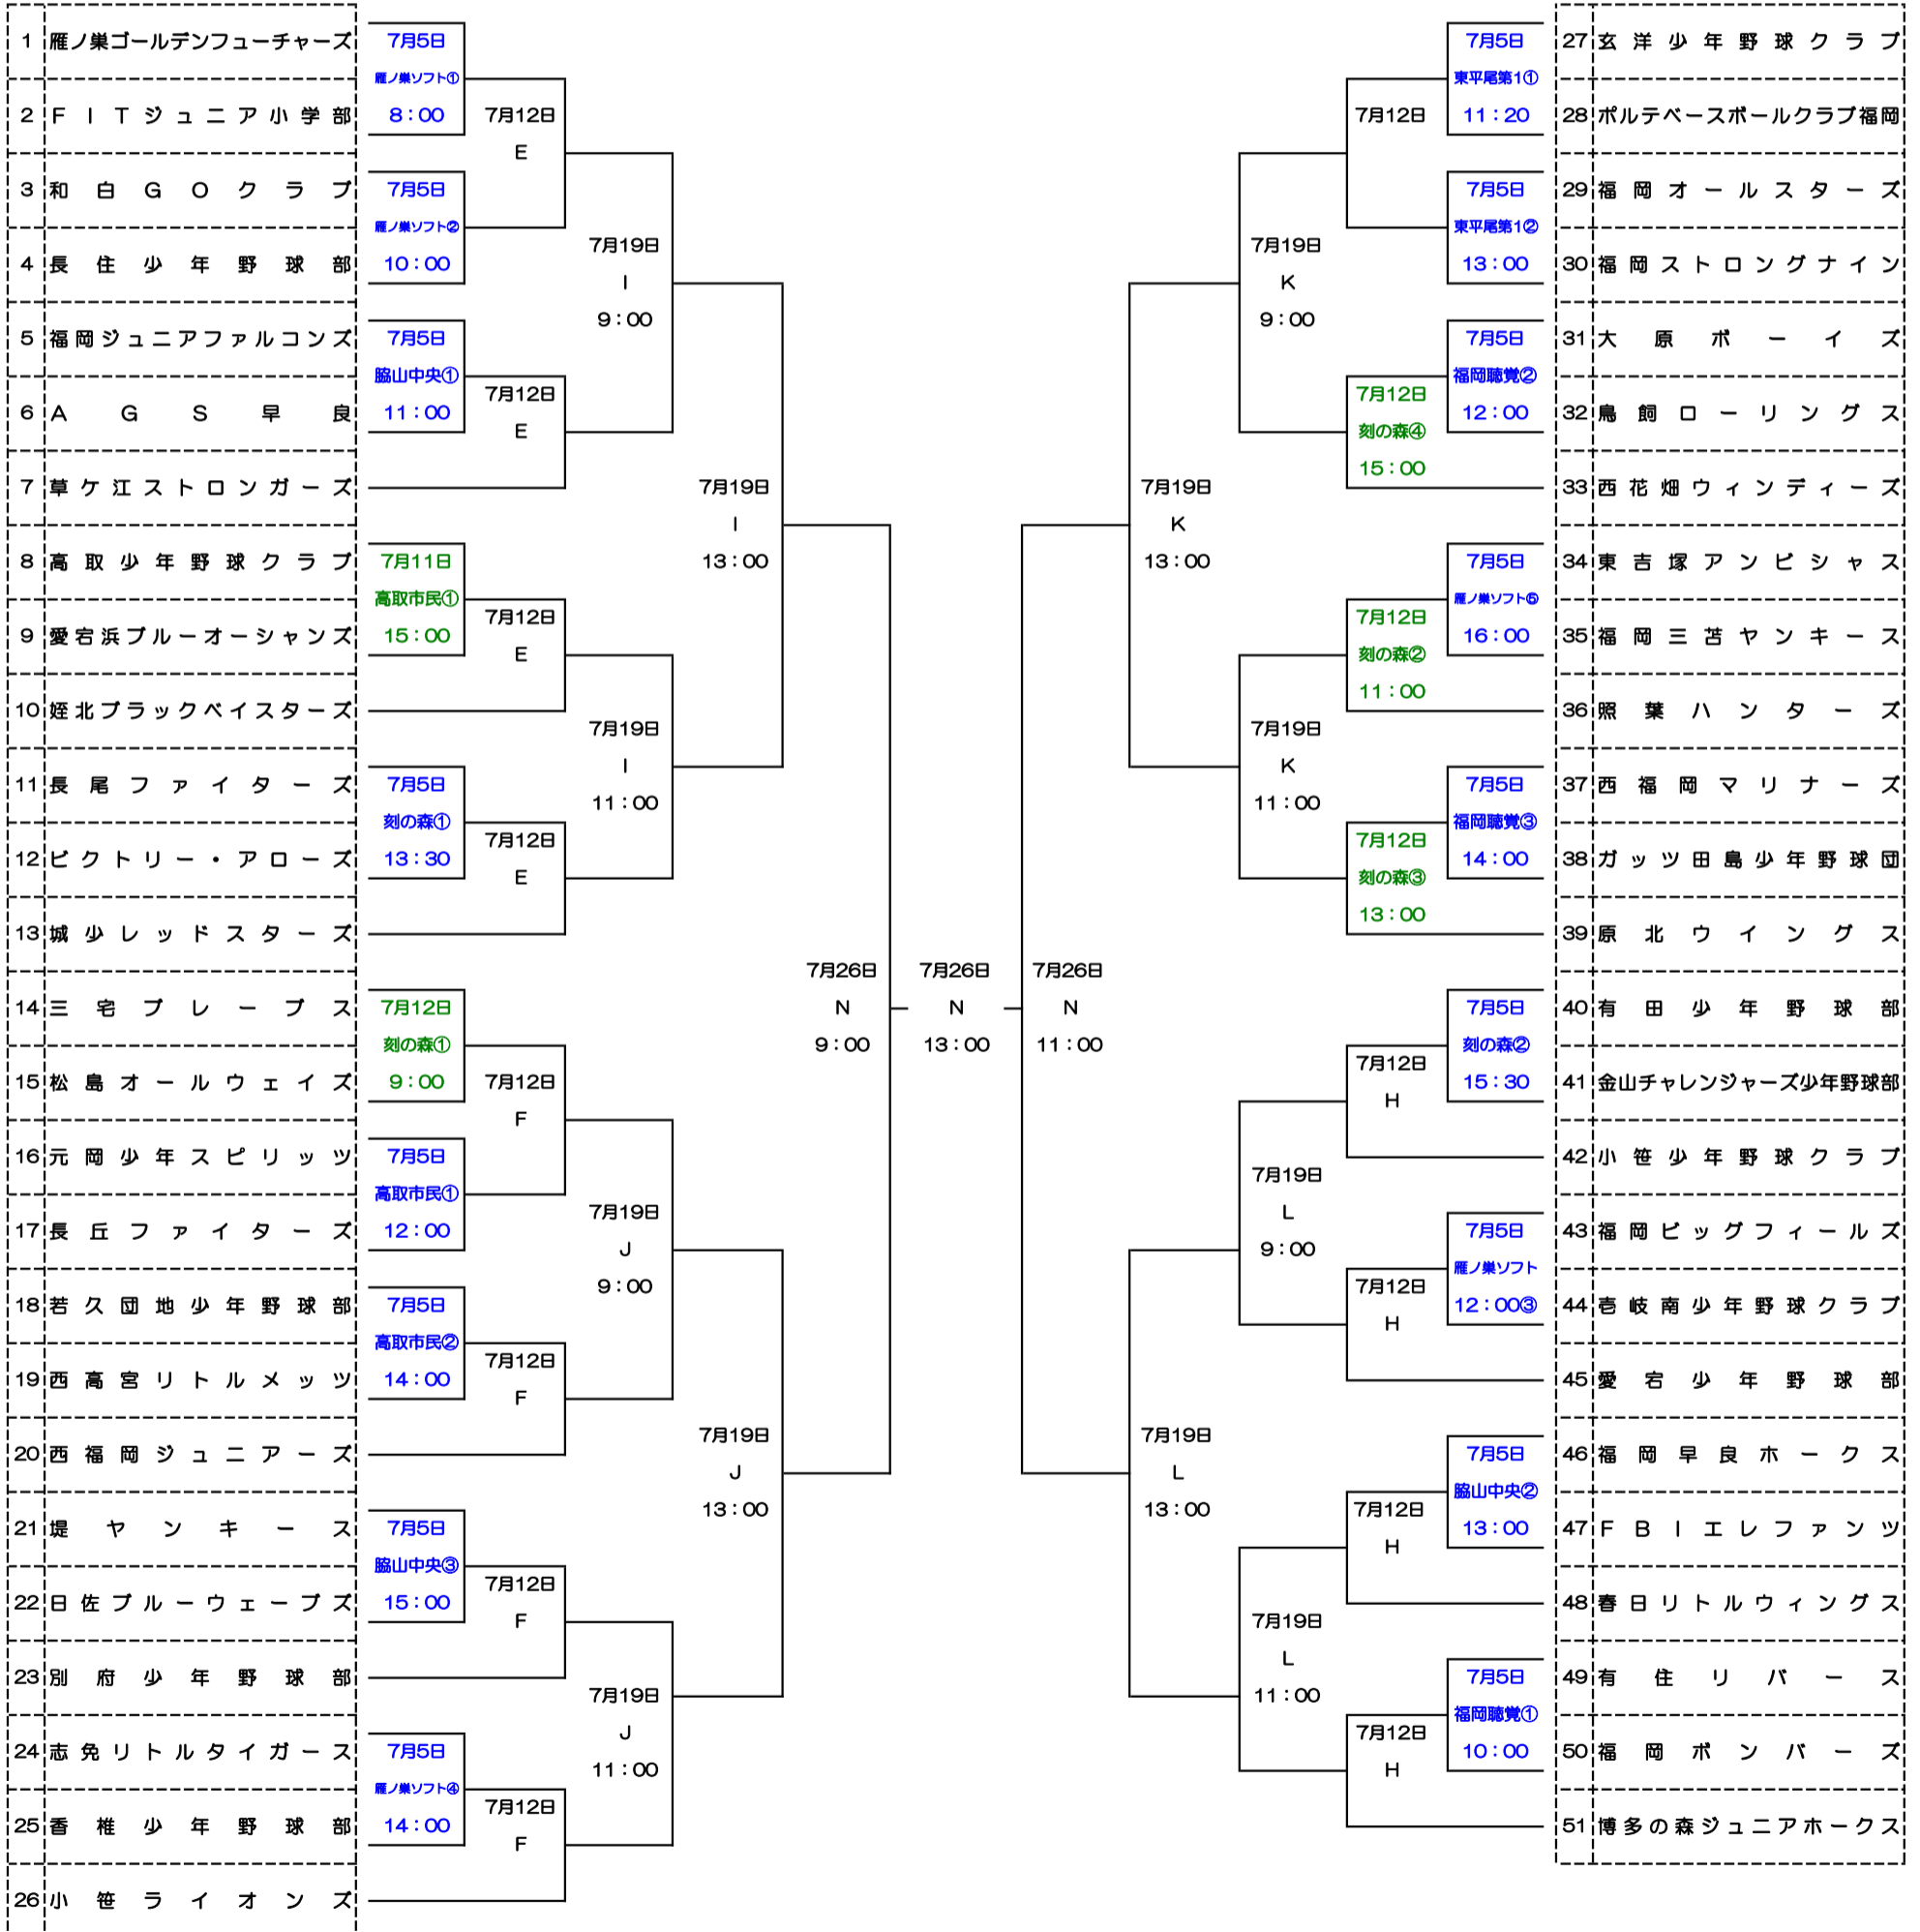 1 雁ノ巣ゴールデンフューチャーズ
2 FITジュニア小学部
7月5日
雁ノ巣ソフト①
8:00
3 和白GOクラブ
4 長住少年野球部
7月5日
雁ノ巣ソフト②
10:00
7月12日
E
5 福岡ジュニアファルコンズ
6 AGS早良
7月5日
脇山中央①
11:00
7 草ケ江ストロンガーズ
7月12日
E
7月19日
I
9:00
8 高取少年野球クラブ
9 愛宕浜ブルーオーシャンズ
7月11日
高取市民①
15:00
10 姪北ブラックベイスターズ
7月12日
E
11 長尾ファイターズ
12 ビクトリー・アローズ
7月5日
刻の森①
13:30
13 城少レッドスターズ
7月12日
E
7月19日
I
11:00
7月19日
I
13:00
14 三宅ブレーブス
15 松島オールウェイズ
7月12日
刻の森①
9:00
16 元岡少年スピリッツ
17 長丘ファイターズ
7月5日
高取市民①
12:00
7月12日
F
18 若久団地少年野球部
19 西高宮リトルメッツ
7月5日
高取市民②
14:00
20 西福岡ジュニアーズ
7月12日
F
7月19日
J
9:00
21 堤ヤンキース
22 日佐ブルーウェーブズ
7月5日
脇山中央③
15:00
23 別府少年野球部
7月12日
F
24 志免リトルタイガース
25 香椎少年野球部
7月5日
雁ノ巣ソフト④
14:00
26 小笹ライオンズ
7月12日
F
7月19日
J
11:00
7月19日
J
13:00
7月26日
N
9:00
7月26日
N
13:00
7月26日
N
11:00
27 玄洋少年野球クラブ
28 ポルテベースボールクラブ福岡
7月5日
東平尾第1①
11:20
29 福岡オールスターズ
30 福岡ストロングナイン
7月5日
東平尾第1②
13:00
7月12日
31 大原ボーイズ
32 鳥飼ローリングス
7月5日
福岡聴覚②
12:00
33 西花畑ウィンディーズ
7月12日
刻の森④
15:00
7月19日
K
9:00
34 東吉塚アンビシャス
35 福岡三苫ヤンキース
7月5日
雁ノ巣ソフト⑤
16:00
36 照葉ハンターズ
7月12日
刻の森②
11:00
37 西福岡マリナーズ
38 ガッツ田島少年野球団
7月5日
福岡聴覚③
14:00
39 原北ウイングス
7月12日
刻の森③
13:00
7月19日
K
11:00
7月19日
K
13:00
40 有田少年野球部
41 金山チャレンジャーズ少年野球部
7月5日
刻の森②
15:30
42 小笹少年野球クラブ
7月12日
H
43 福岡ビッグフィールズ
44 壱岐南少年野球クラブ
7月5日
雁ノ巣ソフト
12:00③
45 愛宕少年野球部
7月12日
H
7月19日
L
9:00
46 福岡早良ホークス
47 FBIエレファンツ
7月5日
脇山中央②
13:00
48 春日リトルウィングス
7月12日
H
49 有住リバース
50 福岡ボンバーズ
7月5日
福岡聴覚①
10:00
51 博多の森ジュニアホークス
7月12日
H
7月19日
L
11:00
7月19日
L
13:00